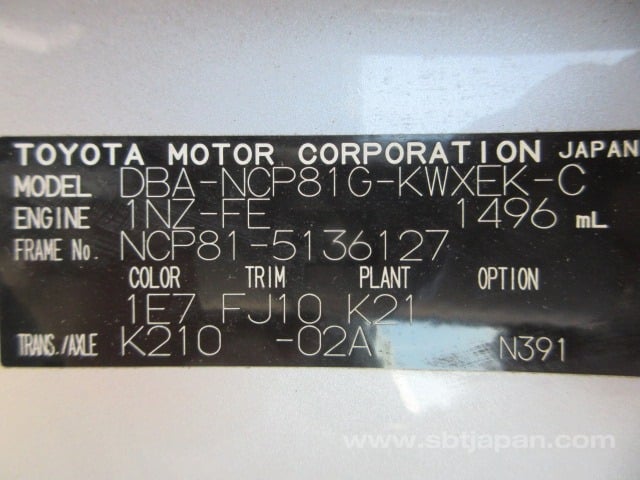 TOYOTA MOTOR CORPORATION JAPAN
MODEL DBA-NCP81G-KWXEK-C
ENGINE 1NZ-FE 1496 mL
FRAME No. NCP81-5136127
COLOR TRIM PLANT OPTION
1E7 FJ10 K21
TRANS./AXLE K210 -02A N391
www.sbtjapan.com